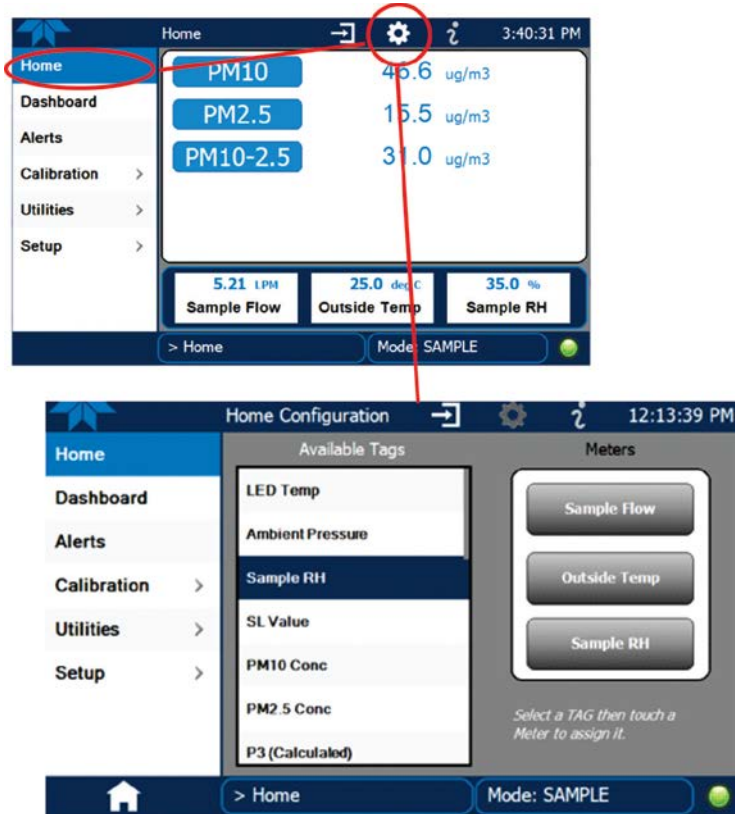 Home 3:40:31 PM
Home
Dashboard
Alerts
Calibration >
Utilities >
Setup >
PM10 46.6 ug/m3
PM2.5 15.5 ug/m3
PM10-2.5 31.0 ug/m3
5.21 LPM
Sample Flow
25.0 deg C
Outside Temp
35.0 %
Sample RH
> Home Mode: SAMPLE
Home Configuration 12:13:39 PM
Home
Dashboard
Alerts
Calibration >
Utilities >
Setup >
Available Tags
LED Temp
Ambient Pressure
Sample RH
SL Value
PM10 Conc
PM2.5 Conc
P3 (Calculated)
Meters
Sample Flow
Outside Temp
Sample RH
Select a TAG then touch a
Meter to assign it.
> Home Mode: SAMPLE